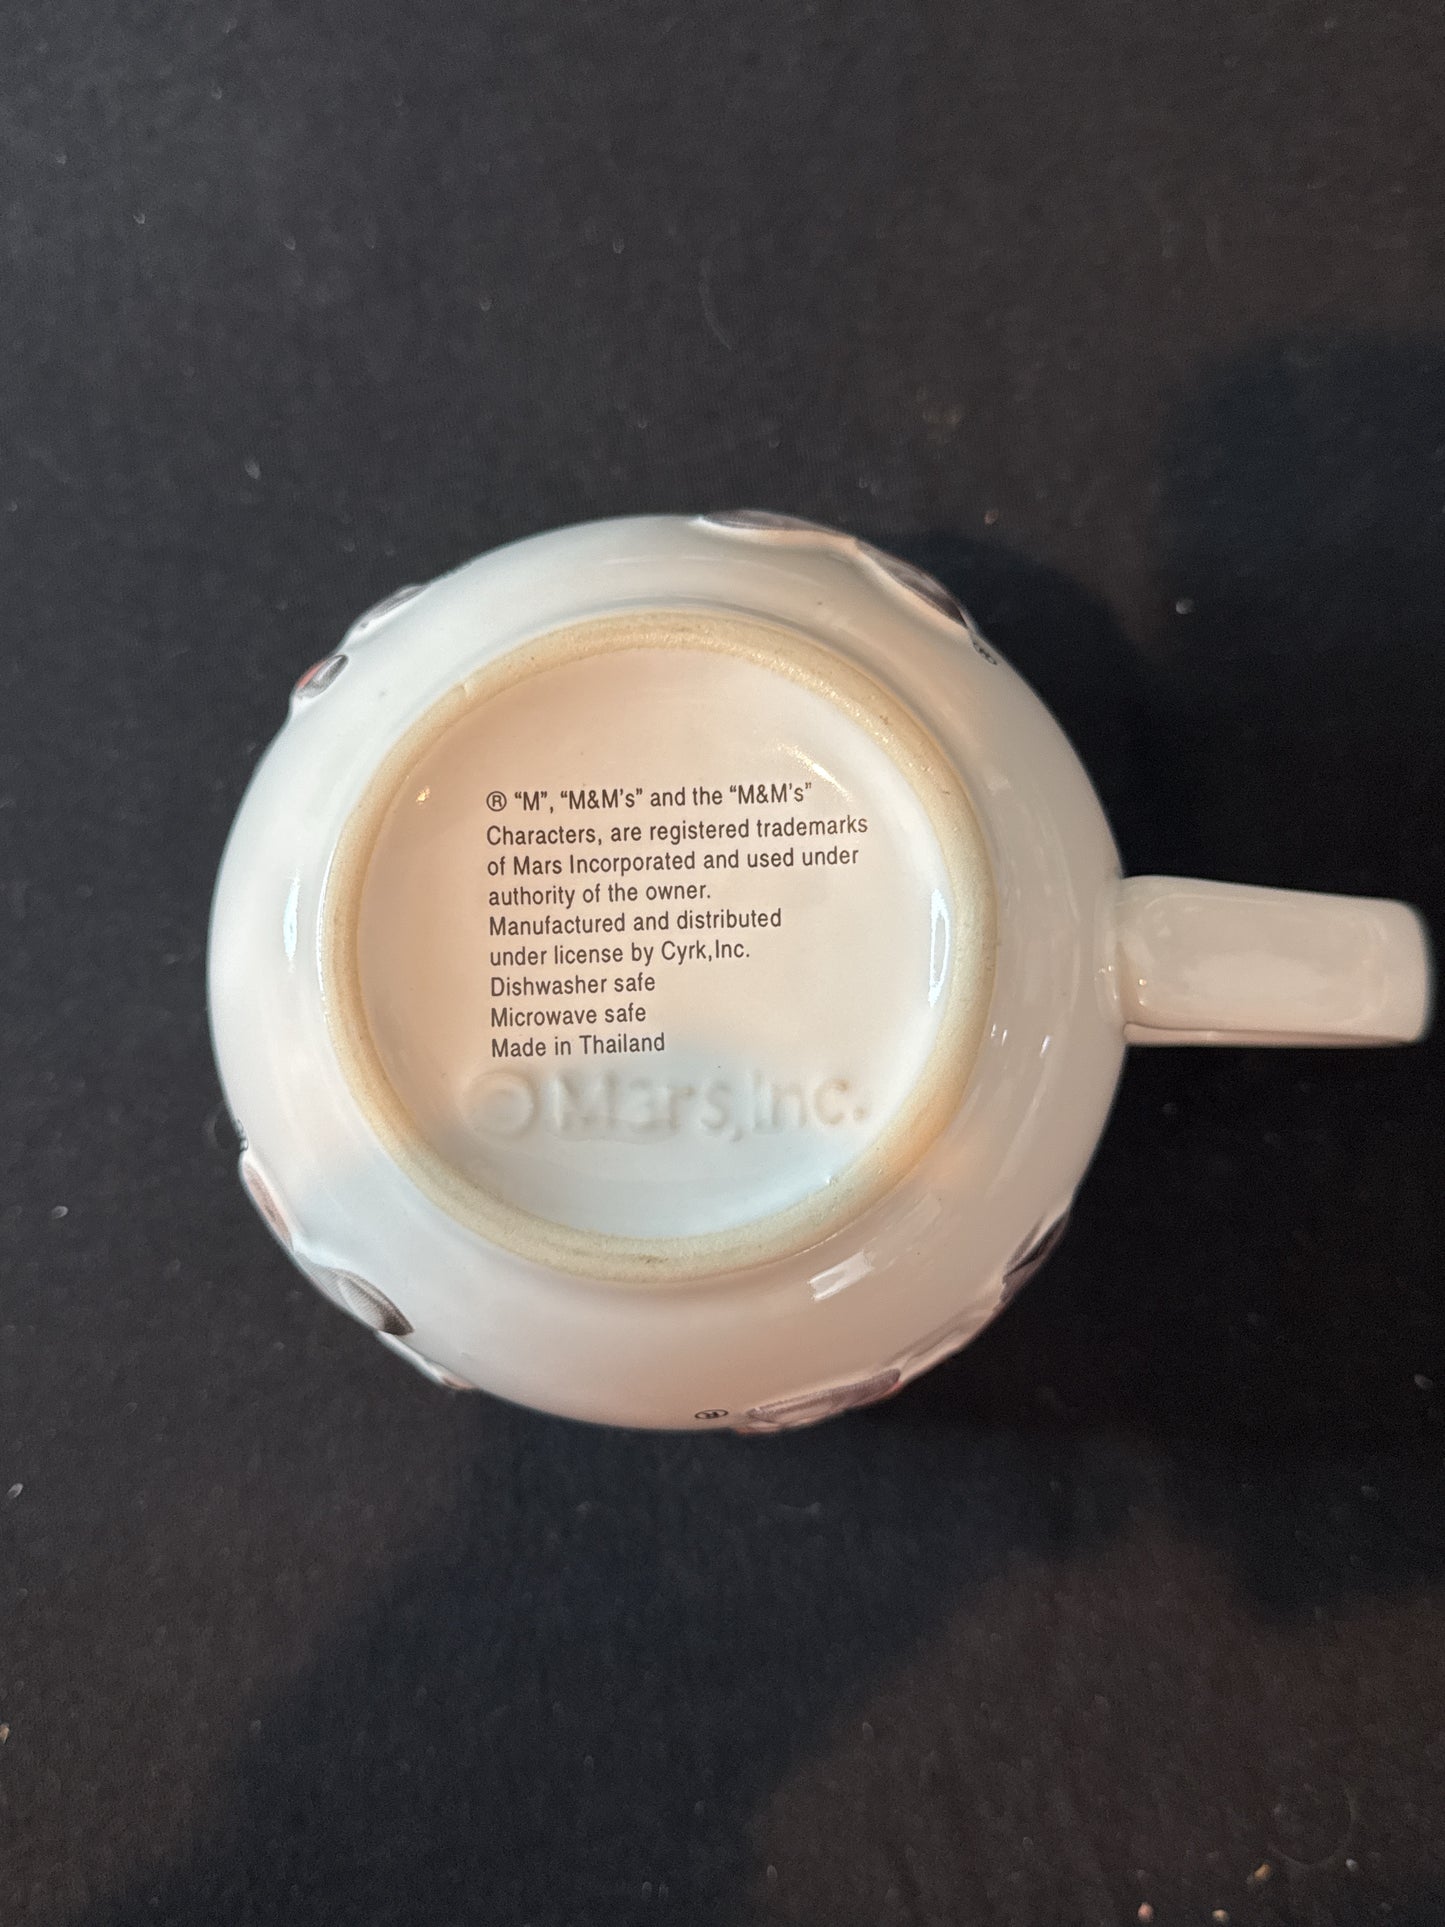 ® “M”, “M&M's” and the “M&M's”
Characters, are registered trademarks
of Mars Incorporated and used under
authority of the owner.
Manufactured and distributed
under license by Cyrk,Inc.
Dishwasher safe
Microwave safe
Made in Thailand
© Mars,Inc.
®
®